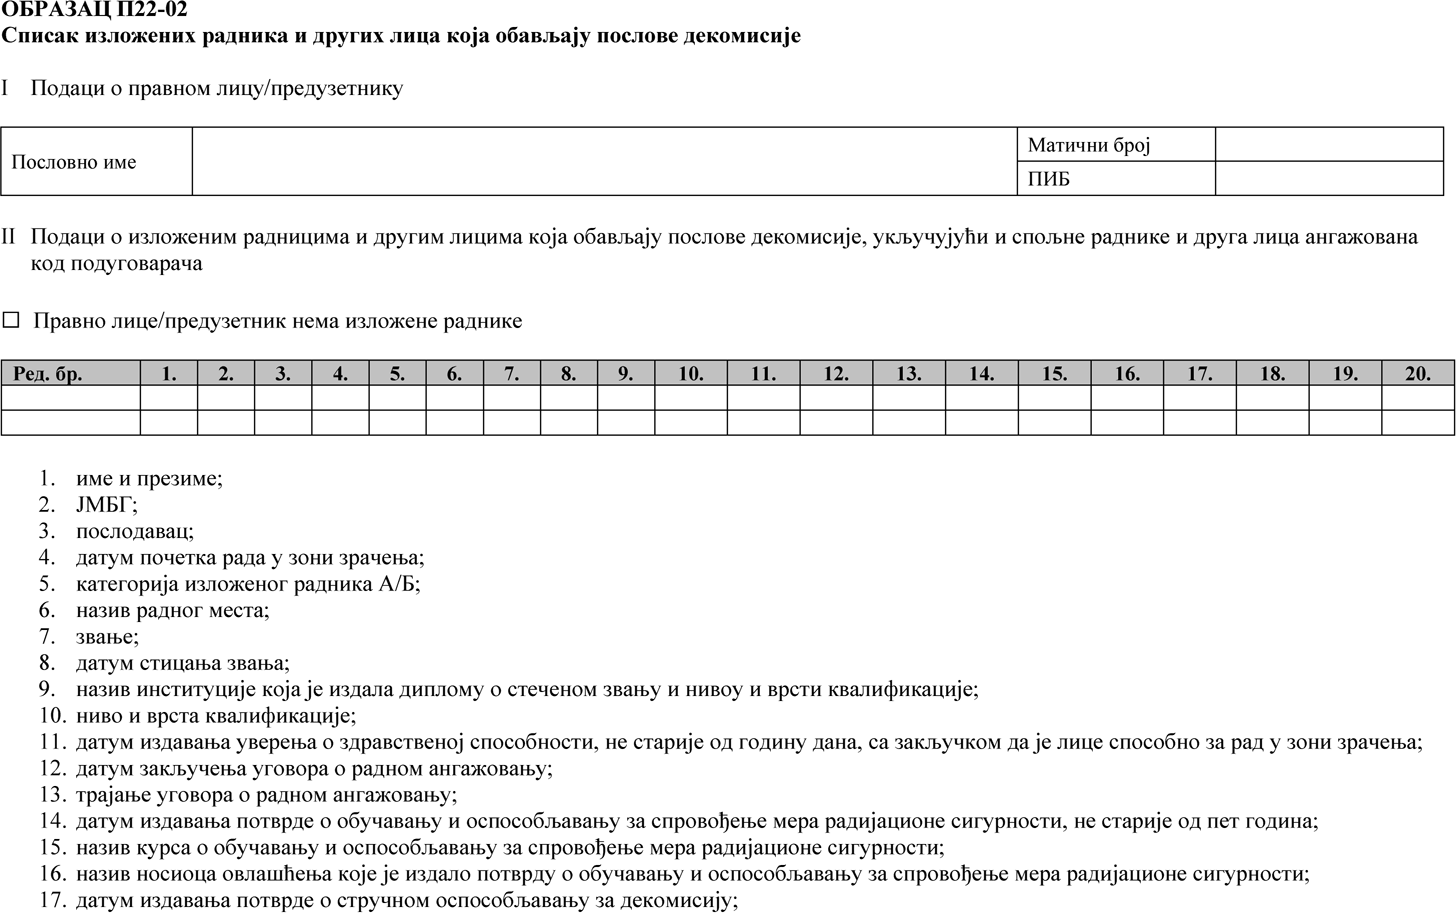 ОБРАЗАЦ П22-02
Списак изложених радника и других лица која обављају послове декомисије
I Подаци о правном лицу/предузетнику
Пословно име
Матични број
ПИБ
II Подаци о изложеним радницима и другим лицима која обављају послове декомисије, укључујући и спољне раднике и друга лица ангажована
код подуговарача
☐ Правно лице/предузетник нема изложене раднике
Ред. бр. 1. 2. 3. 4. 5. 6. 7. 8. 9. 10. 11. 12. 13. 14. 15. 16. 17. 18. 19. 20.
1. име и презиме;
2. ЈМБГ;
3. послодавац;
4. датум почетка рада у зони зрачења;
5. категорија изложеног радника А/Б;
6. назив радног места;
7. звање;
8. датум стицања звања;
9. назив институције која је издала диплому о стеченом звању и нивоу и врсти квалификације;
10. ниво и врста квалификације;
11. датум издавања уверења о здравственој способности, не старије од годину дана, са закључком да је лице способно за рад у зони зрачења;
12. датум закључења уговора о радном ангажовању;
13. трајање уговора о радном ангажовању;
14. датум издавања потврде о обучавању и оспособљавању за спровођење мера радијационе сигурности, не старије од пет година;
15. назив курса о обучавању и оспособљавању за спровођење мера радијационе сигурности;
16. назив носиоца овлашћења које је издало потврду о обучавању и оспособљавању за спровођење мера радијационе сигурности;
17. датум издавања потврде о стручном оспособљавању за декомисију;